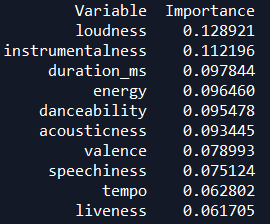 Variable Importance
loudness 0.128921
instrumentalness 0.112196
duration_ms 0.097844
energy 0.096460
danceability 0.095478
acousticness 0.093445
valence 0.078993
speechiness 0.075124
tempo 0.062802
liveness 0.061705